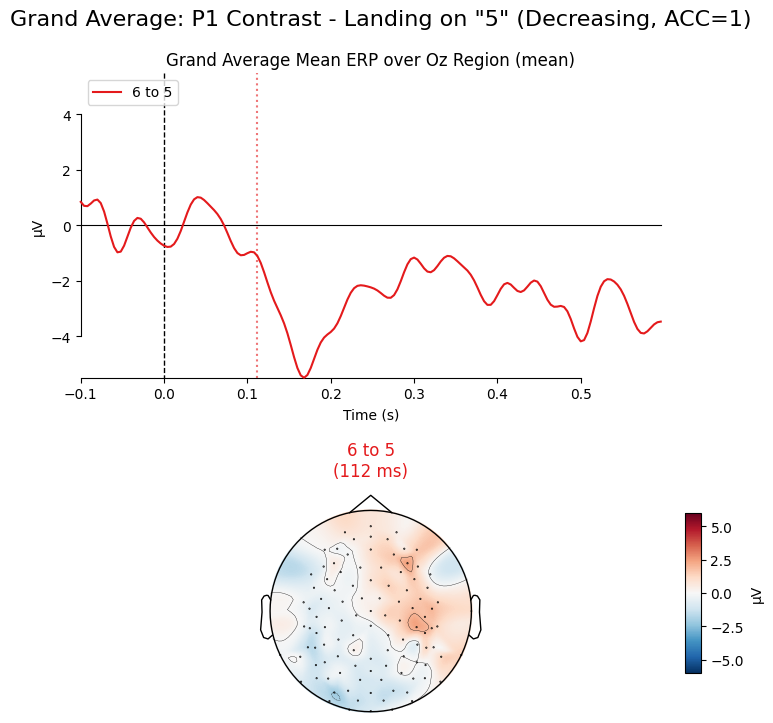 Grand Average: P1 Contrast - Landing on "5" (Decreasing, ACC=1)
Grand Average Mean ERP over Oz Region (mean)
6 to 5
4
2
0
−2
−4
µV
−0.1 0.0 0.1 0.2 0.3 0.4 0.5
Time (s)
6 to 5
(112 ms)
5.0
2.5
0.0
−2.5
−5.0
µV